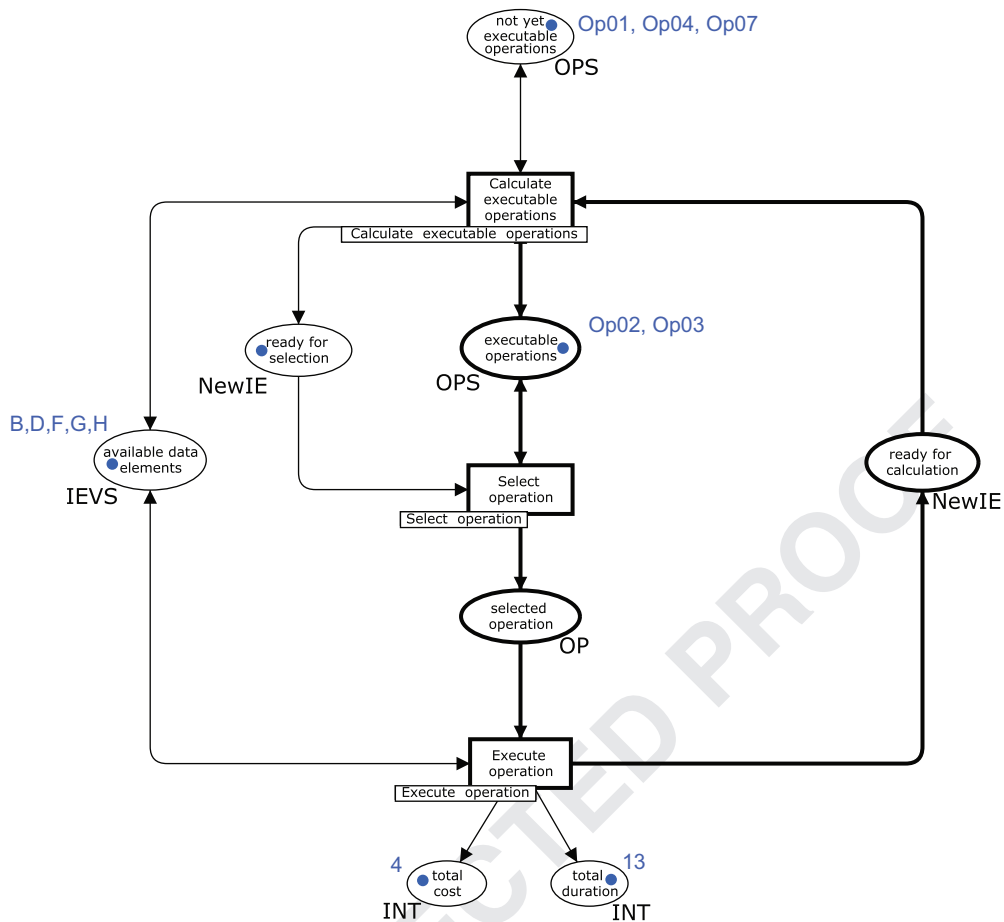 not yet
executable
operations
Op01, Op04, Op07
OPS
Calculate
executable
operations
Calculate executable operations
ready for
selection
NewIE
executable
operations
Op02, Op03
OPS
B,D,F,G,H
available data
elements
IEVS
ready for
calculation
NewIE
Select
operation
Select operation
selected
operation
OP
Execute
operation
Execute operation
4
total
cost
INT
13
total
duration
INT
CTED PROOF